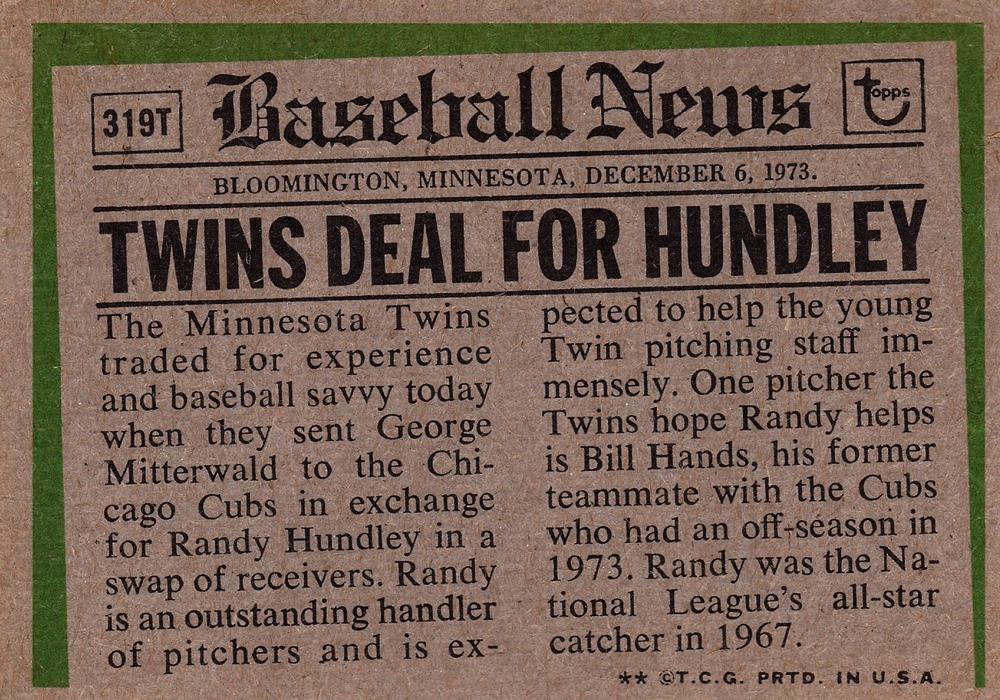 319T
Baseball News
topps
BLOOMINGTON, MINNESOTA, DECEMBER 6, 1973.
TWINS DEAL FOR HUNDLEY
The Minnesota Twins
traded for experience
and baseball savvy today
when they sent George
Mitterwald to the Chi-
cago Cubs in exchange
for Randy Hundley in a
swap of receivers. Randy
is an outstanding handler
of pitchers and is ex-
pected to help the young
Twin pitching staff im-
mensely. One pitcher the
Twins hope Randy helps
is Bill Hands, his former
teammate with the Cubs
who had an off-season in
1973. Randy was the Na-
tional League's all-star
catcher in 1967.
** ©T.C.G. PRTD. IN U.S.A.